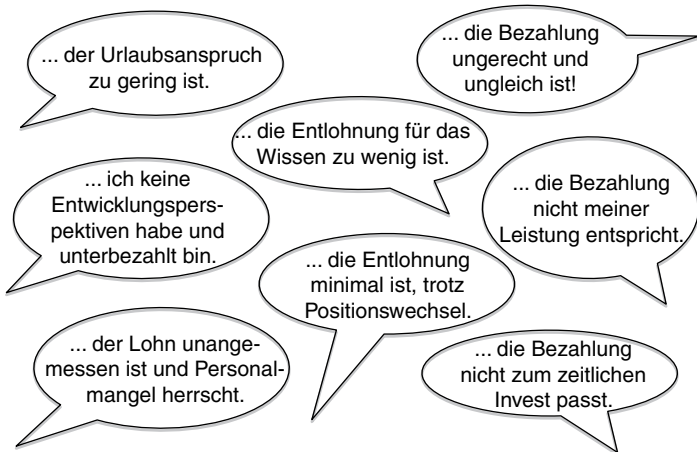 ... der Urlaubsanspruch
zu gering ist.
... die Bezahlung
ungerecht und
ungleich ist!
... die Entlohnung für das
Wissen zu wenig ist.
... ich keine
Entwicklungspers-
pektiven habe und
unterbezahlt bin.
... die Bezahlung
nicht meiner
Leistung entspricht.
... die Entlohnung
minimal ist, trotz
Positionswechsel.
... der Lohn unange-
messen ist und Personal-
mangel herrscht.
... die Bezahlung
nicht zum zeitlichen
Invest passt.